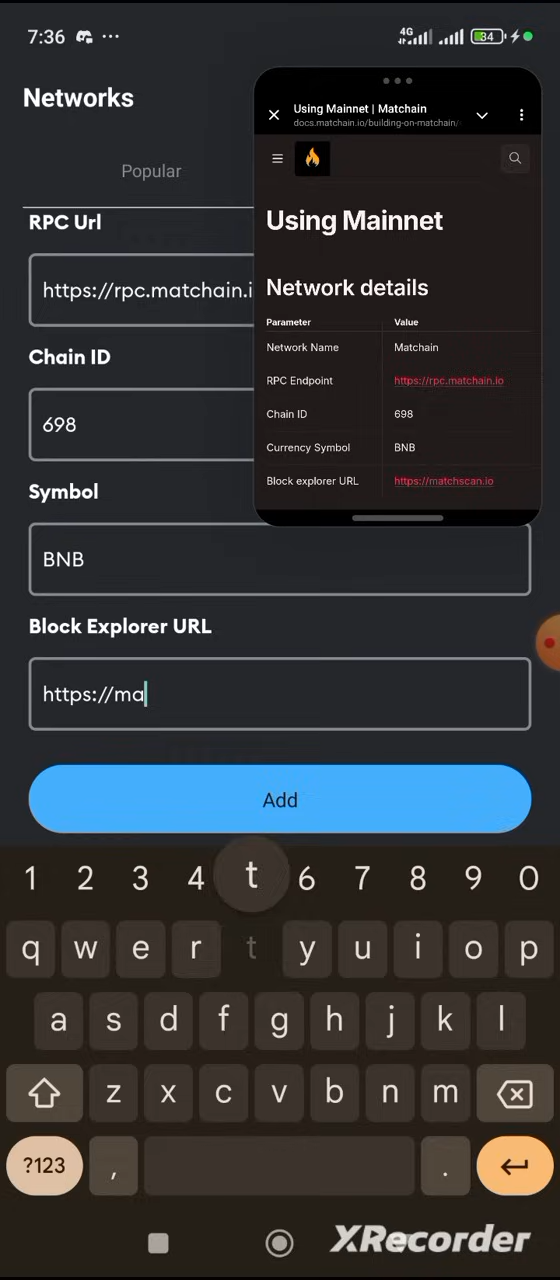 7:36
4G
34
Networks
Popular
RPC Url
https://rpc.matchain.i
Chain ID
698
Symbol
BNB
Block Explorer URL
https://ma
Add
Using Mainnet | Matchain
docs.matchain.io/building-on-matchain/
Using Mainnet
Network details
Parameter Value
Network Name Matchain
RPC Endpoint https://rpc.matchain.io
Chain ID 698
Currency Symbol BNB
Block explorer URL https://matchscan.io
1 2 3 4 t 6 7 8 9 0
q w e r t y u i o p
a s d f g h j k l
z x c v b n m
?123 , .
XRecorder